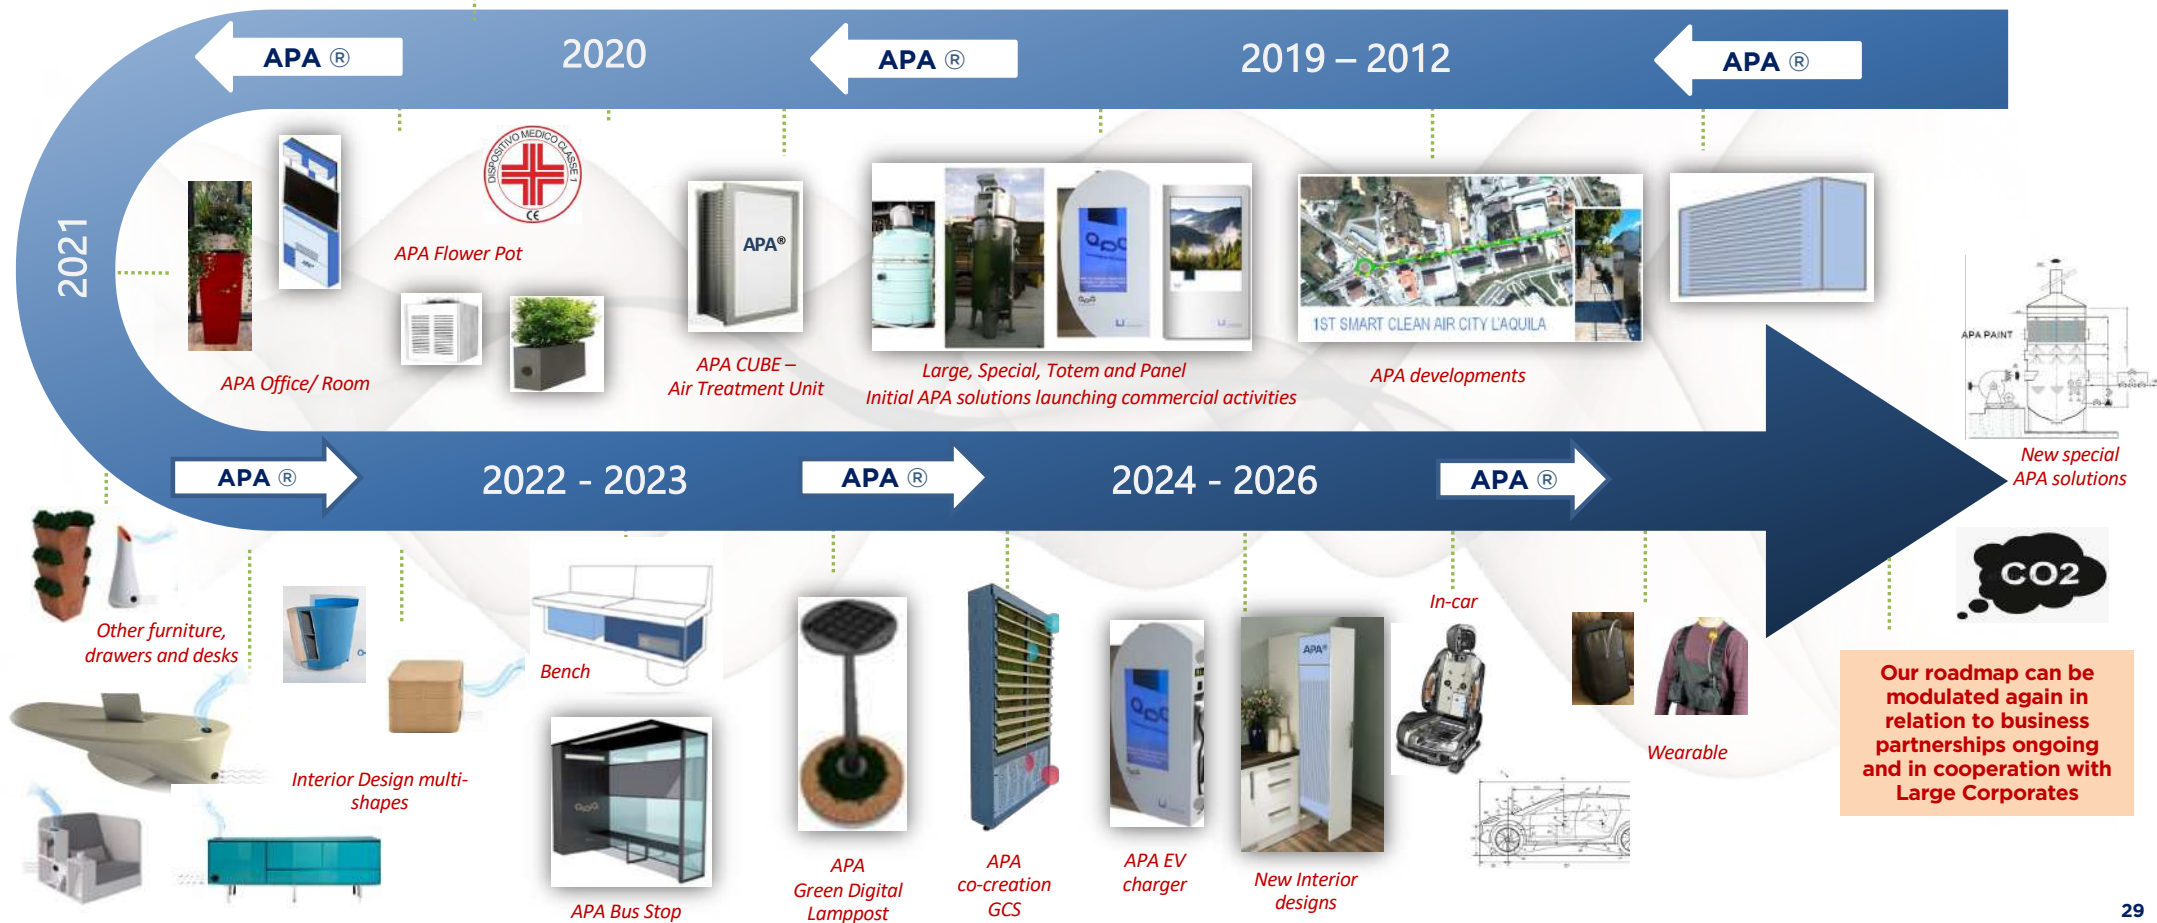 APA ®
2020
APA ®
2019 – 2012
APA ®
2021
DISPOSITIVO MEDICO CLASSE 1
CE
APA Flower Pot
APA Office/ Room
APA®
APA CUBE –
Air Treatment Unit
Large, Special, Totem and Panel
Initial APA solutions launching commercial activities
1ST SMART CLEAN AIR CITY L'AQUILA
APA developments
APA PAINT
New special
APA solutions
APA ®
2022 - 2023
APA ®
2024 - 2026
APA ®
Other furniture,
drawers and desks
Interior Design multi-
shapes
Bench
APA Bus Stop
APA
Green Digital
Lamppost
APA
co-creation
GCS
APA EV
charger
APA®
New Interior
designs
In-car
Wearable
CO2
Our roadmap can be
modulated again in
relation to business
partnerships ongoing
and in cooperation with
Large Corporates
29